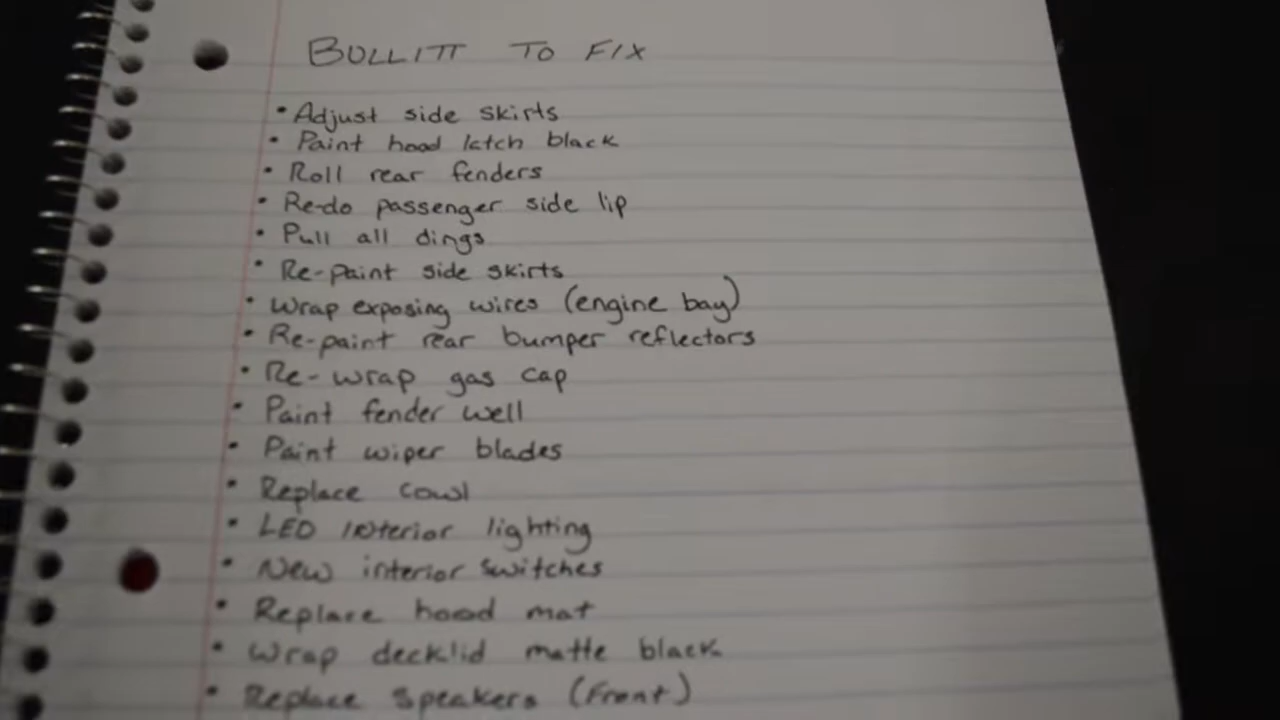 BULLITT TO FIX
• Adjust side skirts
• Paint hood latch black
• Roll rear fenders
• Re-do passenger side lip
• Pull all dings
• Re-paint side skirts
• Wrap exposing wires (engine bay)
• Re-paint rear bumper reflectors
• Re-wrap gas cap
• Paint fender well
• Paint wiper blades
• Replace cowl
• LED interior lighting
• New interior switches
• Replace hood mat
• Wrap decklid matte black
• Replace speakers (front)